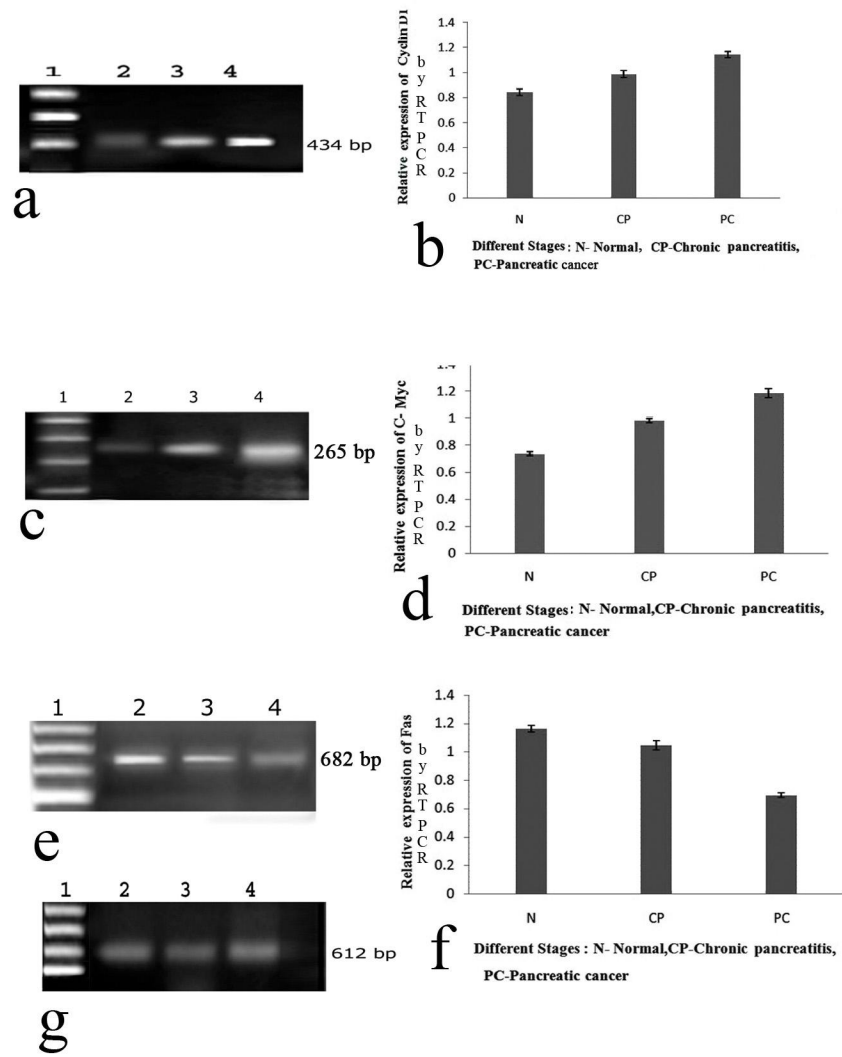 1 2 3 4
434 bp
a
Relative expression of Cyclin D1
by RT PCR
1.4
1.2
1
0.8
0.6
0.4
0.2
0
N CP PC
Different Stages : N- Normal, CP-Chronic pancreatitis,
PC-Pancreatic cancer
b
1 2 3 4
265 bp
c
Relative expression of C- Myc
by RT PCR
1.2
1
0.8
0.6
0.4
0.2
0
N CP PC
Different Stages: N- Normal,CP-Chronic pancreatitis,
PC-Pancreatic cancer
d
1 2 3 4
682 bp
e
Relative expression of Fas
by RT PCR
1.4
1.2
1
0.8
0.6
0.4
0.2
0
N CP PC
Different Stages : N- Normal,CP-Chronic pancreatitis,
PC-Pancreatic cancer
f
1 2 3 4
612 bp
g